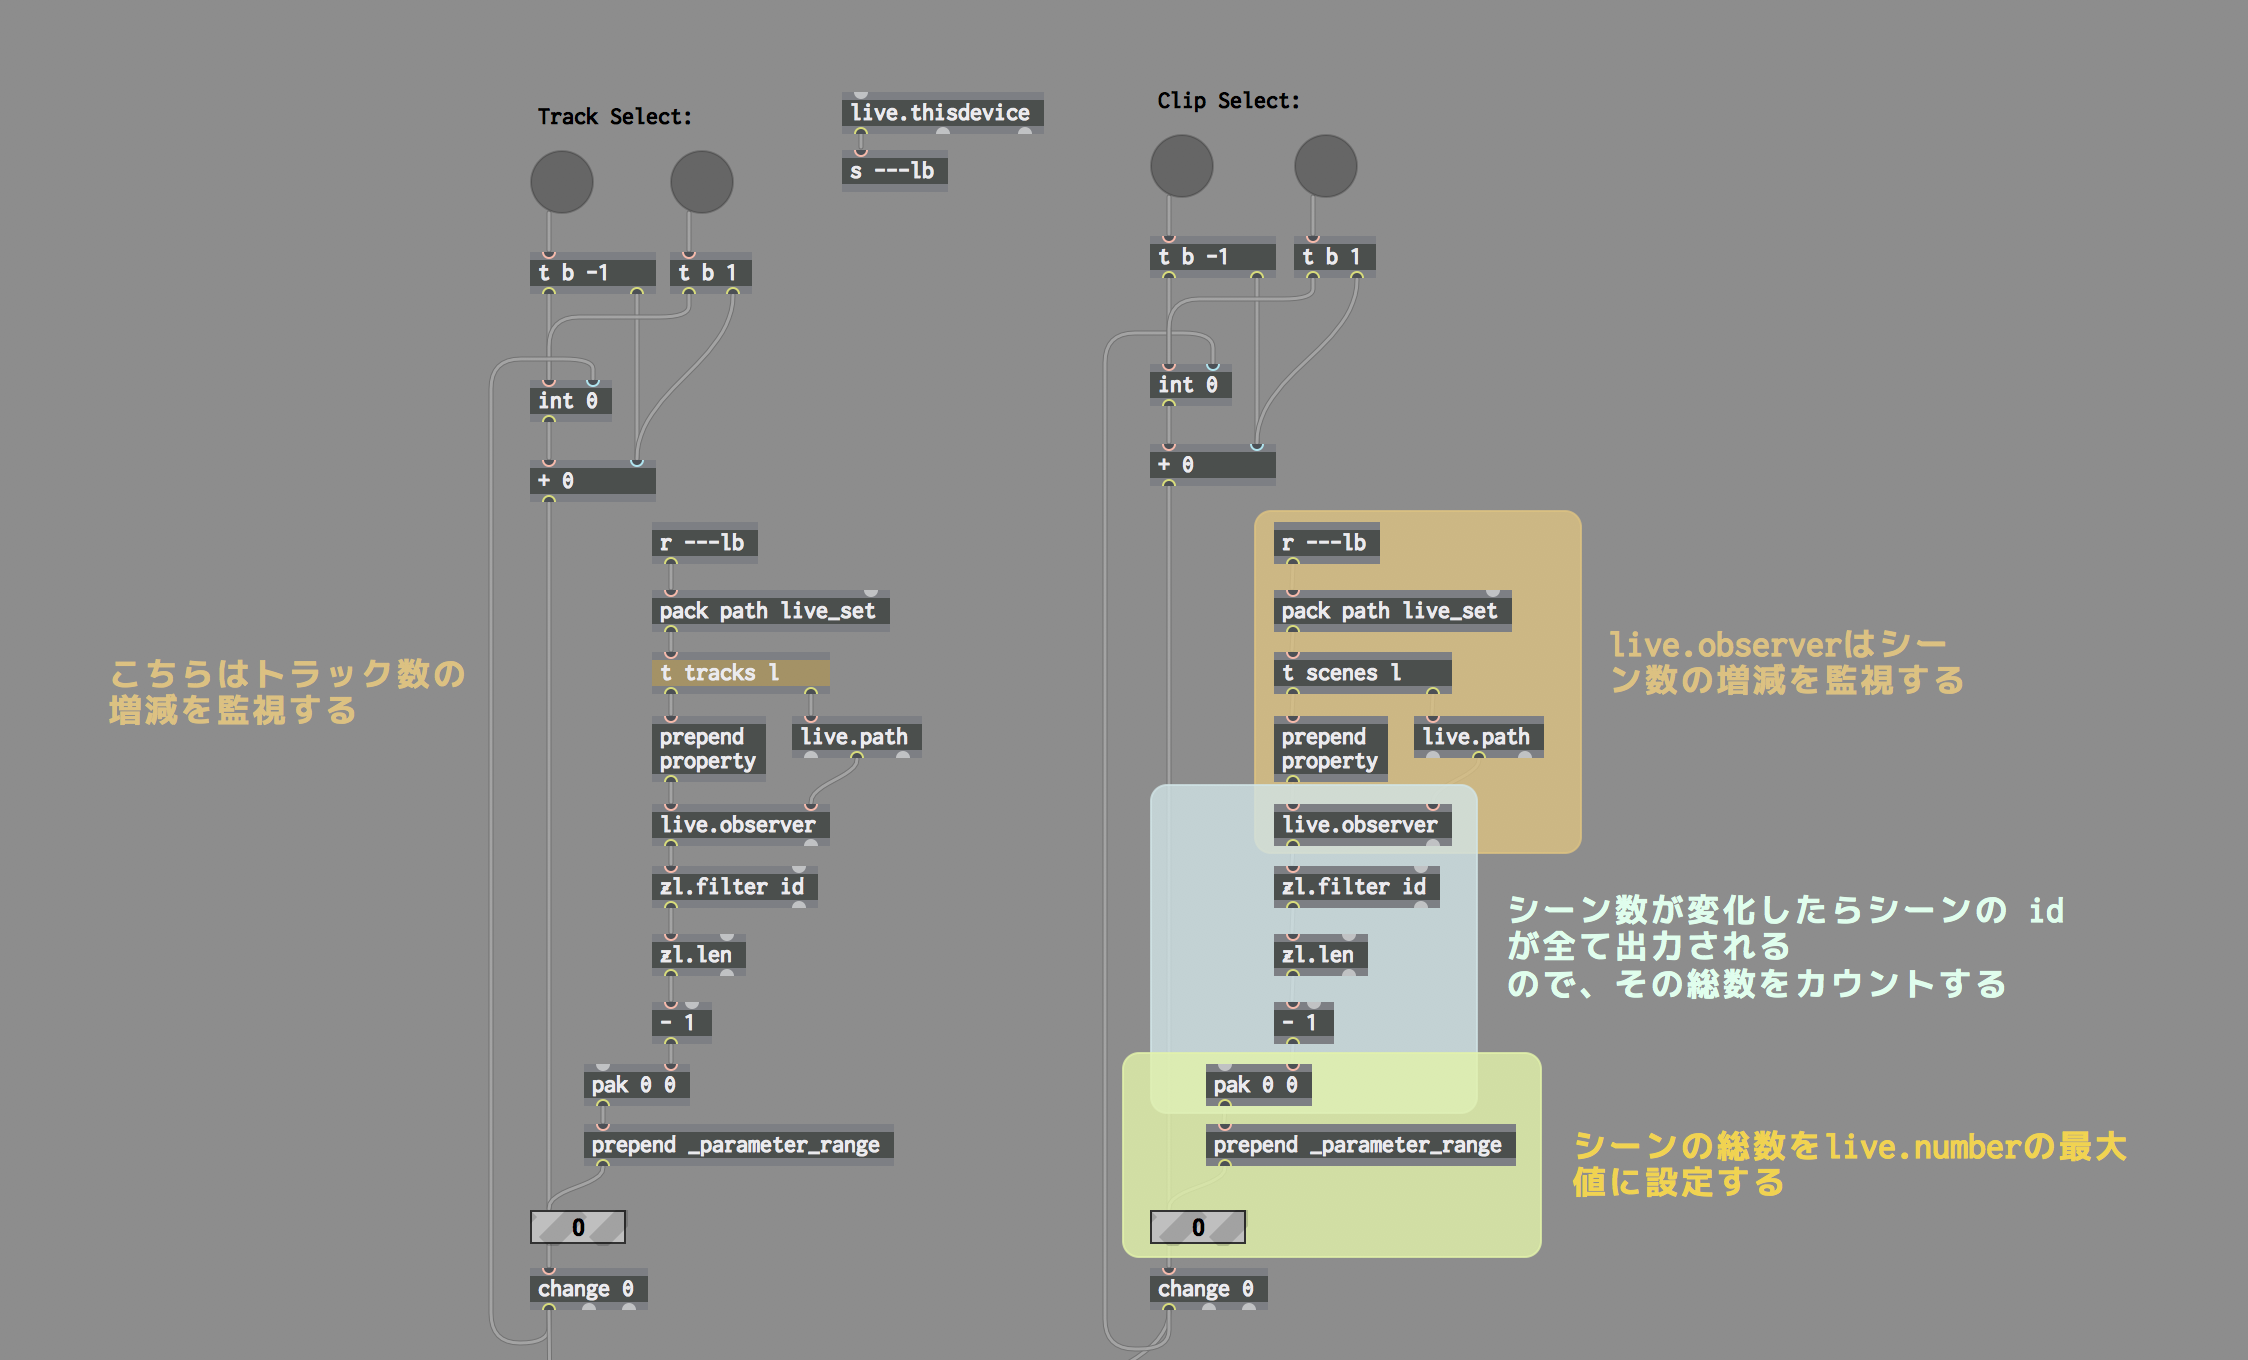 Track Select:
t b -1
t b 1
int 0
+ 0
live.thisdevice
s ---lb
r ---lb
pack path live_set
t tracks l
prepend
property
live.path
live.observer
zl.filter id
zl.len
- 1
pak 0 0
prepend _parameter_range
0
change 0
こちらはトラック数の
増減を監視する
Clip Select:
t b -1
t b 1
int 0
+ 0
r ---lb
pack path live_set
t scenes l
prepend
property
live.path
live.observer
zl.filter id
zl.len
- 1
pak 0 0
prepend _parameter_range
0
change 0
live.observerはシー
ン数の増減を監視する
シーン数が変化したらシーンの id
が全て出力される
ので、その総数をカウントする
シーンの総数をlive.numberの最大
値に設定する